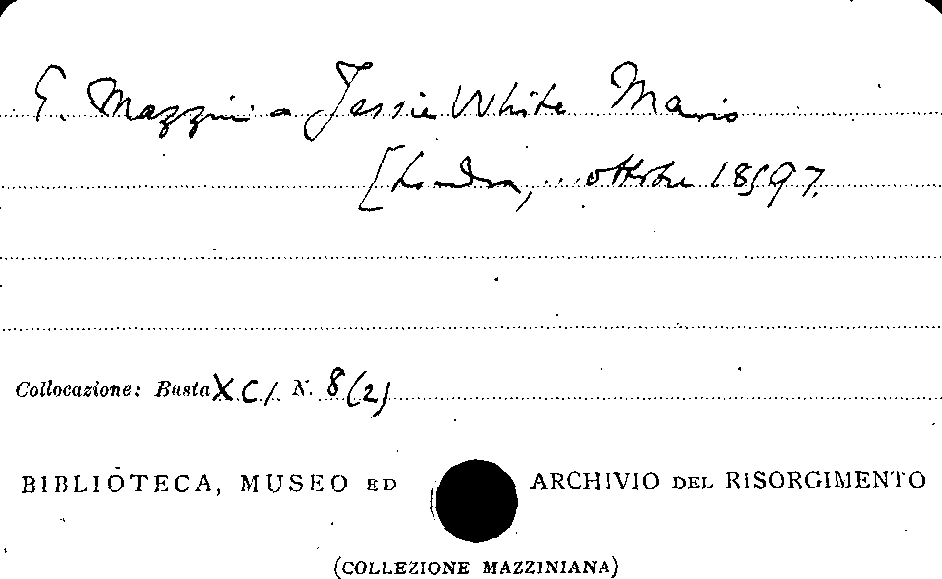 G. Mazzini a Jessie White Mario
[Londra, ... ottobre 1859].
Collocazione: Busta XCI N. 8(2)
BIBLIOTECA, MUSEO ED ARCHIVIO DEL RISORGIMENTO
(COLLEZIONE MAZZINIANA)